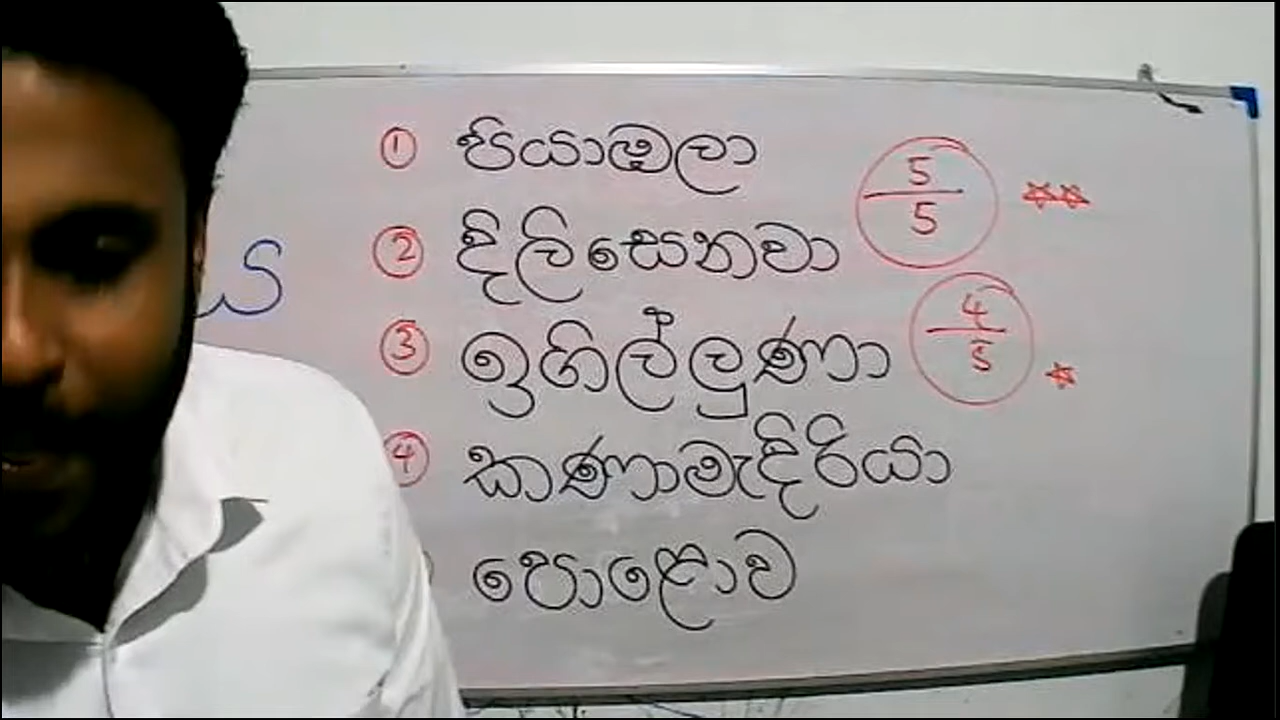 ① පියාඹලා
② දිලිසෙනවා
③ ඉගිල්ලුණා
④ කණාමැදිරියා
පොළොව
5
5
4
5
ය